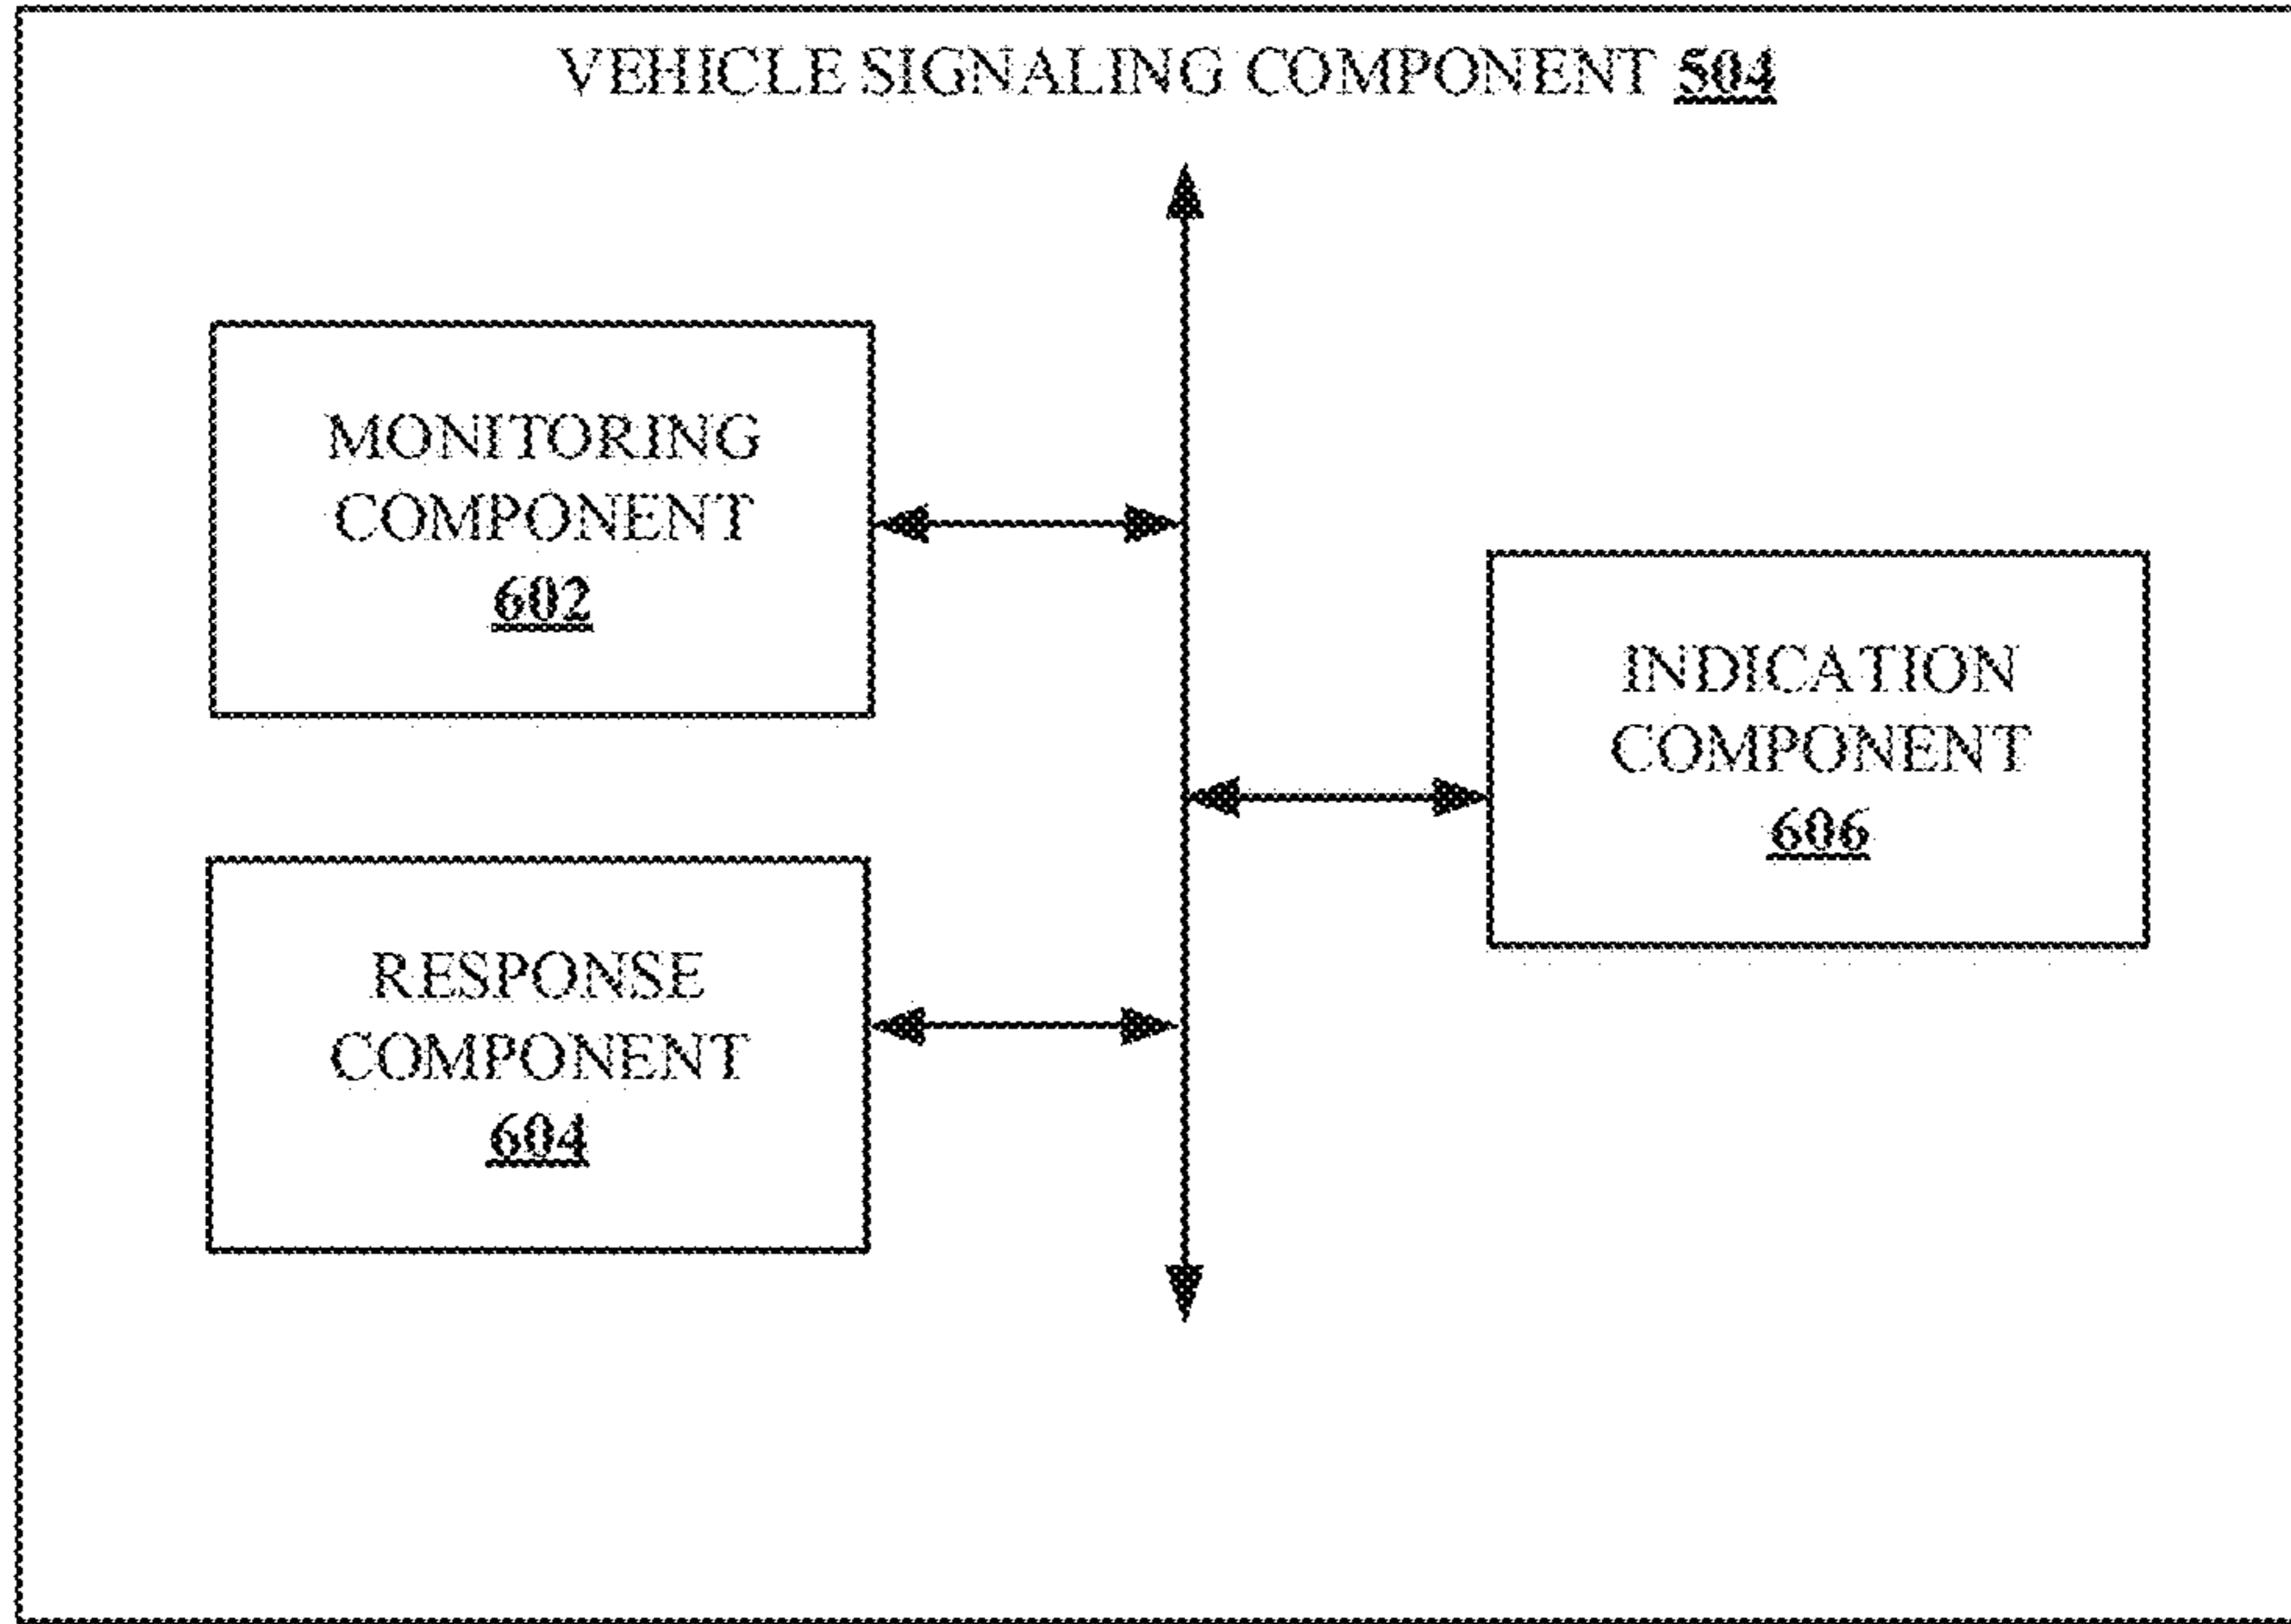 VEHICLE SIGNALING COMPONENT 504
MONITORING
COMPONENT
602
INDICATION
COMPONENT
606
RESPONSE
COMPONENT
604